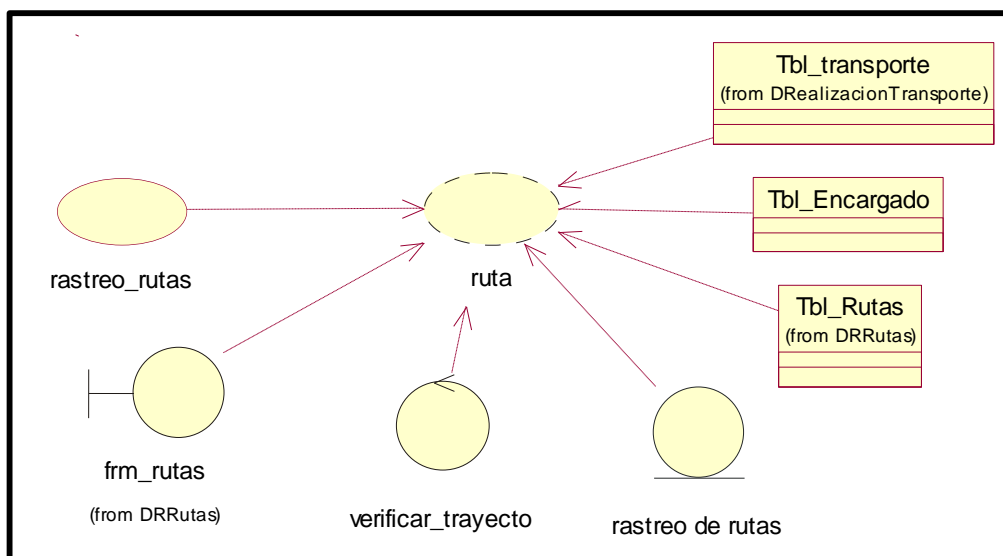 Tbl_transporte
(from DRealizacionTransporte)
Tbl_Encargado
rastreo_rutas
ruta
Tbl_Rutas
(from DRRutas)
frm_rutas
(from DRRutas)
verificar_trayecto
rastreo de rutas